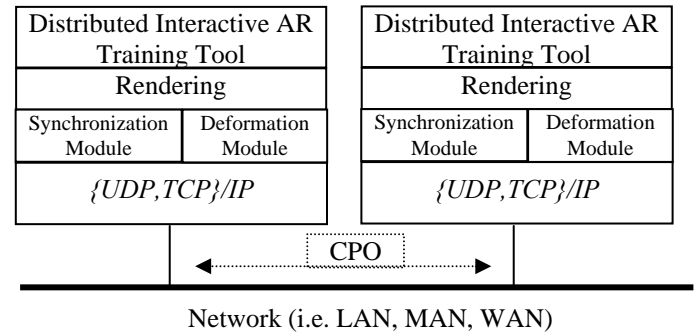 Distributed Interactive AR
Training Tool
Rendering
Synchronization
Module
Deformation
Module
{UDP,TCP}/IP
Distributed Interactive AR
Training Tool
Rendering
Synchronization
Module
Deformation
Module
{UDP,TCP}/IP
CPO
Network (i.e. LAN, MAN, WAN)